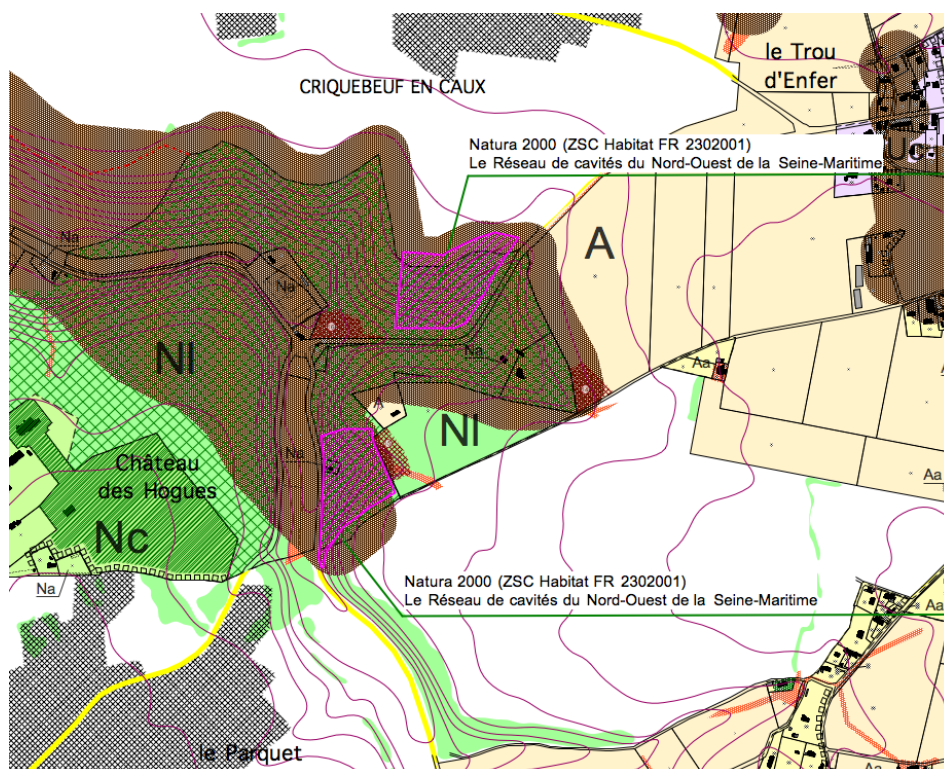 le Trou
d'Enfer
CRIQUEBEUF EN CAUX
Natura 2000 (ZSC Habitat FR 2302001)
Le Réseau de cavités du Nord-Ouest de la Seine-Maritime
Uc
Na
A
Na
Nl
Na
Aa
A
Nl
Na
Château
des Hogues
Aa
Nc
Na
Natura 2000 (ZSC Habitat FR 2302001)
Le Réseau de cavités du Nord-Ouest de la Seine-Maritime
Aa
Aa
le Parquet